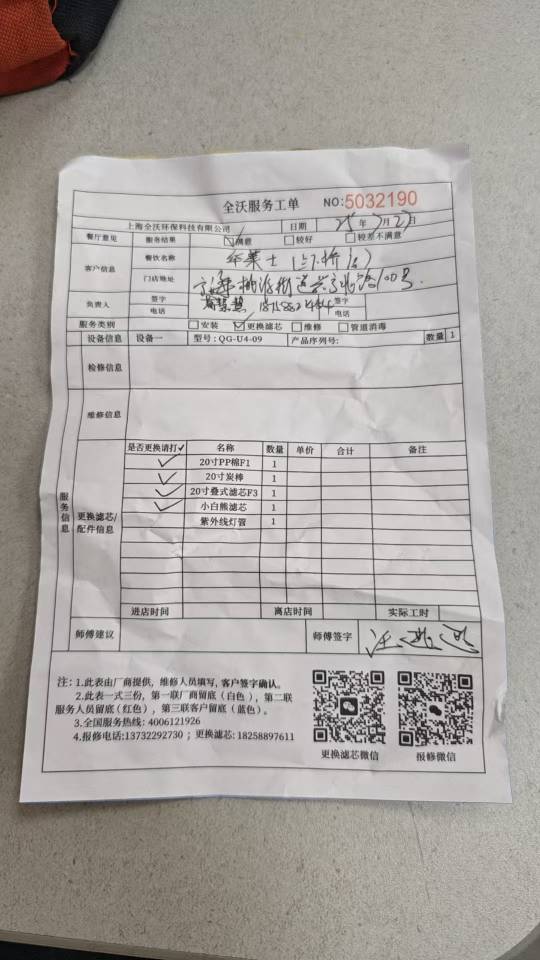 全沃服务工单 NO:5032190
上海全沃环保科技有限公司 日期 年 月 日
餐厅意见 服务结果 ☑满意 □较好 □较差不满意
客户信息 餐饮名称 华莱士
门店地址
负责人 签字 签字
电话 电话
服务类别 □安装 ☑更换滤芯 □维修 □管道消毒
设备信息 设备一 型号:QG-U4-09 产品序列号: 数量 1
检修信息
维修信息
服务信息
更换滤芯/配件信息
是否更换请打✓ 名称 数量 单价 合计 备注
✓ 20寸PP棉F1 1
✓ 20寸炭棒 1
✓ 20寸叠式滤芯F3 1
✓ 小白熊滤芯 1
紫外线灯管 1
进店时间 离店时间 实际工时
师傅建议 师傅签字
注:1.此表由厂商提供,维修人员填写,客户签字确认。
2.此表一式三份,第一联厂商留底(白色),第二联
服务人员留底(红色),第三联客户留底(蓝色)。
3.全国服务热线:4006121926
4.报修电话:13732292730 ;更换滤芯:18258897611
更换滤芯微信 报修微信